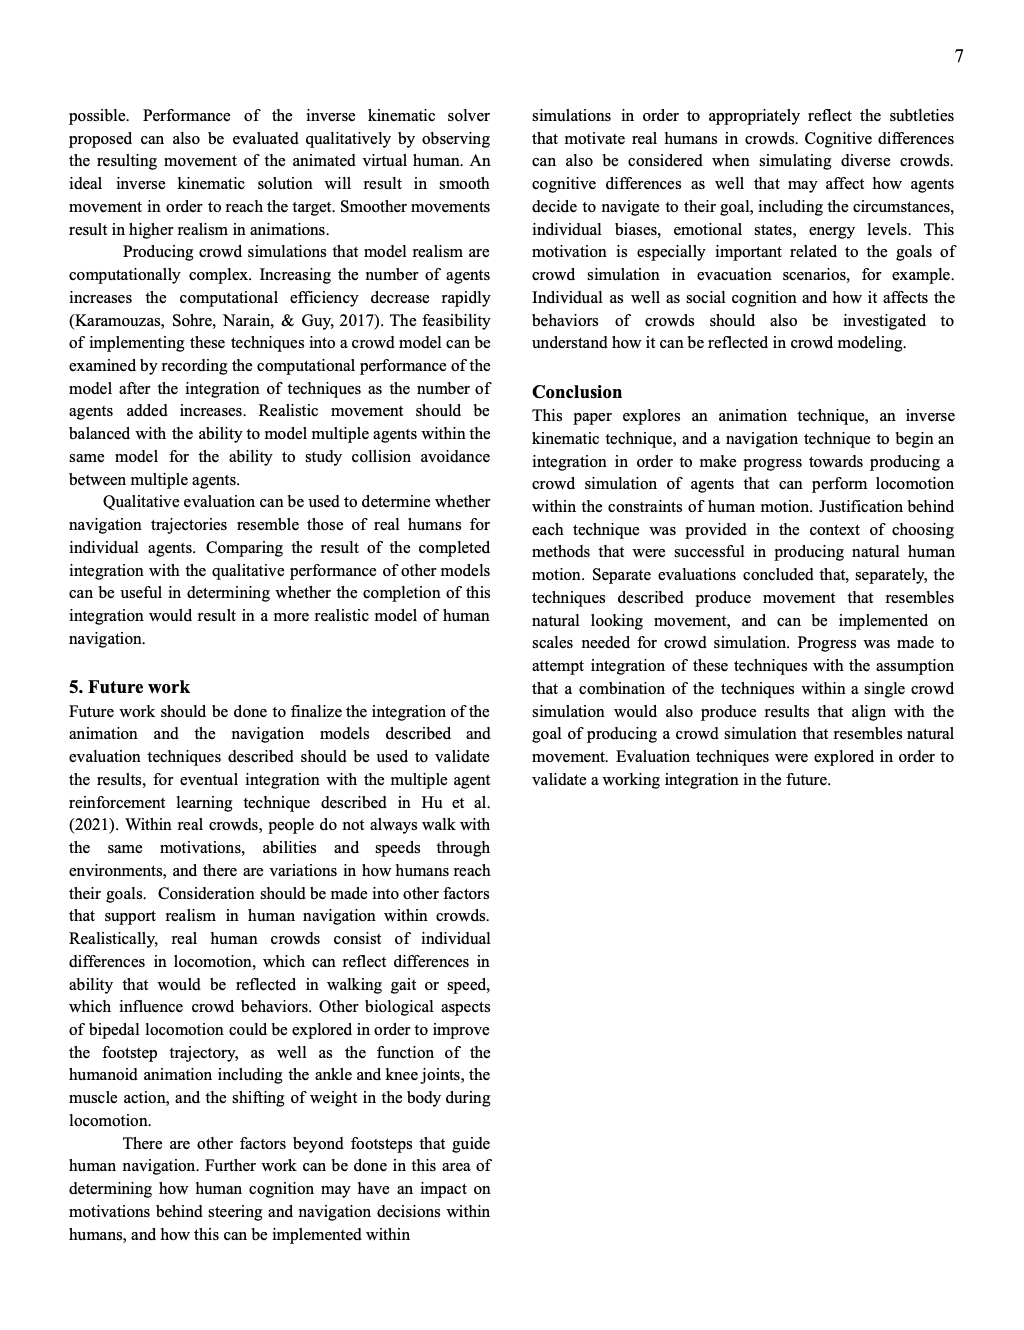 7
possible. Performance of the inverse kinematic solver
proposed can also be evaluated qualitatively by observing
the resulting movement of the animated virtual human. An
ideal inverse kinematic solution will result in smooth
movement in order to reach the target. Smoother movements
result in higher realism in animations.
Producing crowd simulations that model realism are
computationally complex. Increasing the number of agents
increases the computational efficiency decrease rapidly
(Karamouzas, Sohre, Narain, & Guy, 2017). The feasibility
of implementing these techniques into a crowd model can be
examined by recording the computational performance of the
model after the integration of techniques as the number of
agents added increases. Realistic movement should be
balanced with the ability to model multiple agents within the
same model for the ability to study collision avoidance
between multiple agents.
Qualitative evaluation can be used to determine whether
navigation trajectories resemble those of real humans for
individual agents. Comparing the result of the completed
integration with the qualitative performance of other models
can be useful in determining whether the completion of this
integration would result in a more realistic model of human
navigation.
5. Future work
Future work should be done to finalize the integration of the
animation and the navigation models described and
evaluation techniques described should be used to validate
the results, for eventual integration with the multiple agent
reinforcement learning technique described in Hu et al.
(2021). Within real crowds, people do not always walk with
the same motivations, abilities and speeds through
environments, and there are variations in how humans reach
their goals. Consideration should be made into other factors
that support realism in human navigation within crowds.
Realistically, real human crowds consist of individual
differences in locomotion, which can reflect differences in
ability that would be reflected in walking gait or speed,
which influence crowd behaviors. Other biological aspects
of bipedal locomotion could be explored in order to improve
the footstep trajectory, as well as the function of the
humanoid animation including the ankle and knee joints, the
muscle action, and the shifting of weight in the body during
locomotion.
There are other factors beyond footsteps that guide
human navigation. Further work can be done in this area of
determining how human cognition may have an impact on
motivations behind steering and navigation decisions within
humans, and how this can be implemented within
simulations in order to appropriately reflect the subtleties
that motivate real humans in crowds. Cognitive differences
can also be considered when simulating diverse crowds.
cognitive differences as well that may affect how agents
decide to navigate to their goal, including the circumstances,
individual biases, emotional states, energy levels. This
motivation is especially important related to the goals of
crowd simulation in evacuation scenarios, for example.
Individual as well as social cognition and how it affects the
behaviors of crowds should also be investigated to
understand how it can be reflected in crowd modeling.
Conclusion
This paper explores an animation technique, an inverse
kinematic technique, and a navigation technique to begin an
integration in order to make progress towards producing a
crowd simulation of agents that can perform locomotion
within the constraints of human motion. Justification behind
each technique was provided in the context of choosing
methods that were successful in producing natural human
motion. Separate evaluations concluded that, separately, the
techniques described produce movement that resembles
natural looking movement, and can be implemented on
scales needed for crowd simulation. Progress was made to
attempt integration of these techniques with the assumption
that a combination of the techniques within a single crowd
simulation would also produce results that align with the
goal of producing a crowd simulation that resembles natural
movement. Evaluation techniques were explored in order to
validate a working integration in the future.